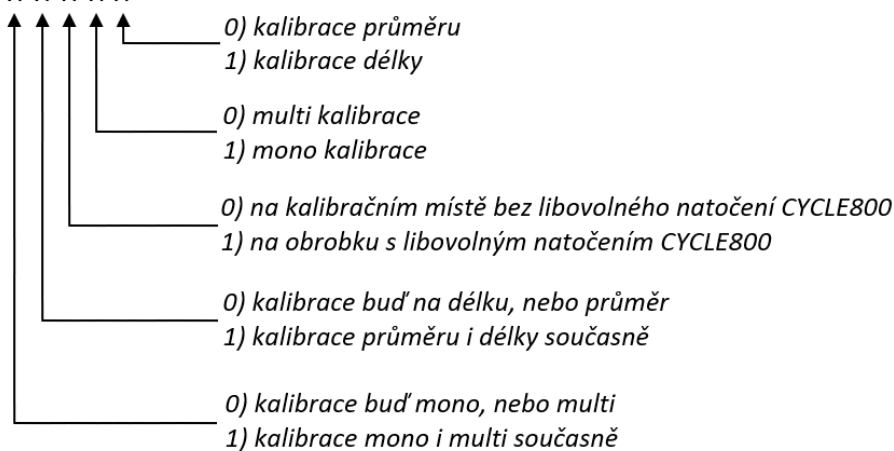 0) kalibrace průměru
1) kalibrace délky
0) multi kalibrace
1) mono kalibrace
0) na kalibračním místě bez libovolného natočení CYCLE800
1) na obrobku s libovolným natočením CYCLE800
0) kalibrace buď na délku, nebo průměr
1) kalibrace průměru i délky současně
0) kalibrace buď mono, nebo multi
1) kalibrace mono i multi současně